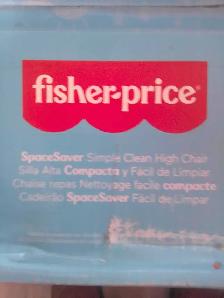 fisher-price®
SpaceSaver Simple Clean High Chair
Silla Alta Compacta y Fácil de Limpiar
Chaise repas Nettoyage facile compacte
Cadeirão SpaceSaver Fácil de Limpar